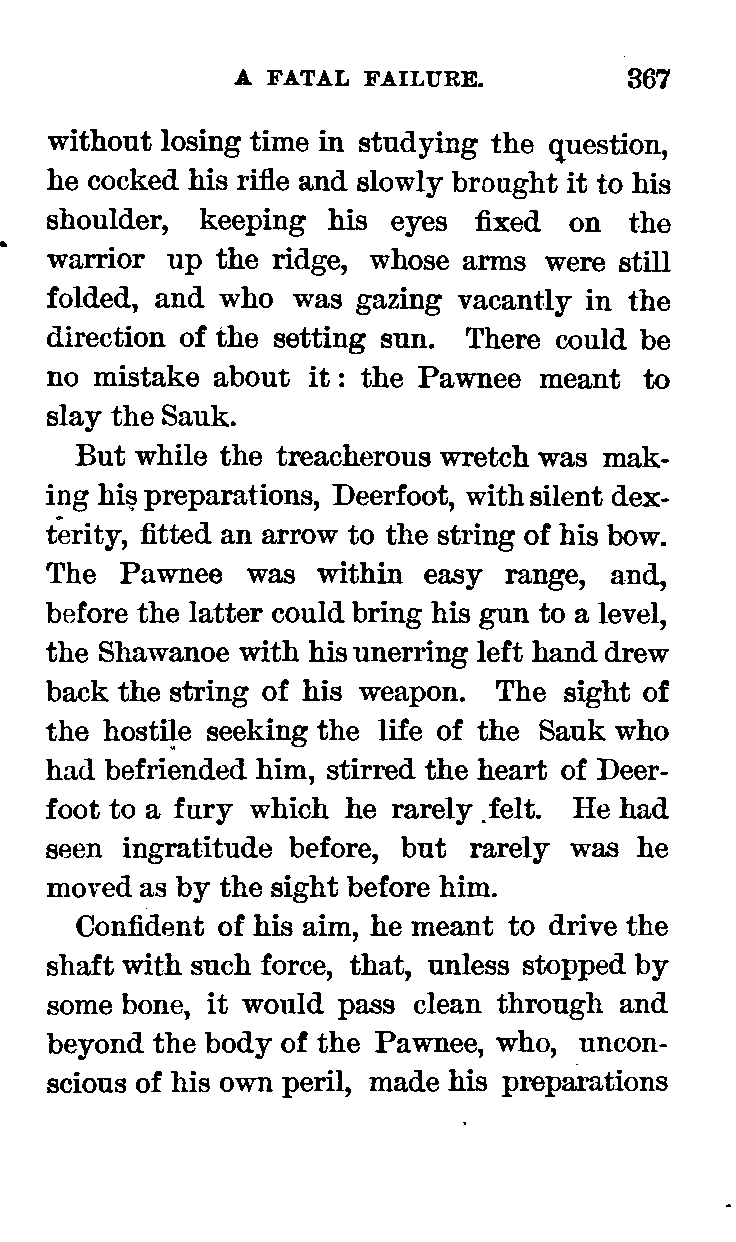 A FATAL FAILURE. 367
without losing time in studying the question,
he cocked his rifle and slowly brought it to his
shoulder, keeping his eyes fixed on the
warrior up the ridge, whose arms were still
folded, and who was gazing vacantly in the
direction of the setting sun. There could be
no mistake about it: the Pawnee meant to
slay the Sauk.
But while the treacherous wretch was mak-
ing his preparations, Deerfoot, with silent dex-
terity, fitted an arrow to the string of his bow.
The Pawnee was within easy range, and,
before the latter could bring his gun to a level,
the Shawanoe with his unerring left hand drew
back the string of his weapon. The sight of
the hostile seeking the life of the Sauk who
had befriended him, stirred the heart of Deer-
foot to a fury which he rarely felt. He had
seen ingratitude before, but rarely was he
moved as by the sight before him.
Confident of his aim, he meant to drive the
shaft with such force, that, unless stopped by
some bone, it would pass clean through and
beyond the body of the Pawnee, who, uncon-
scious of his own peril, made his preparations